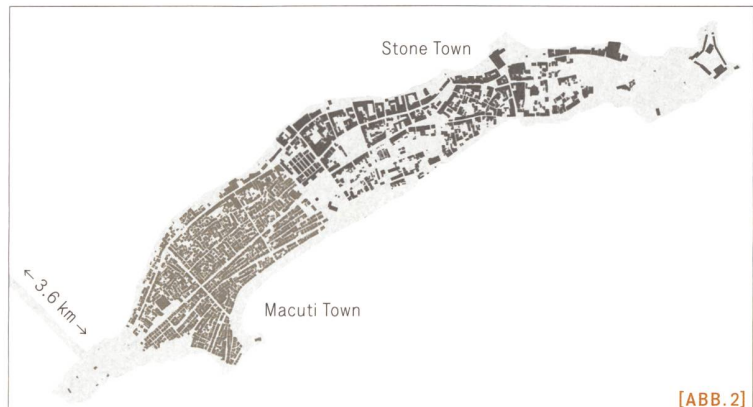 Stone Town
← 3.6 km →
Macuti Town
[ABB. 2]